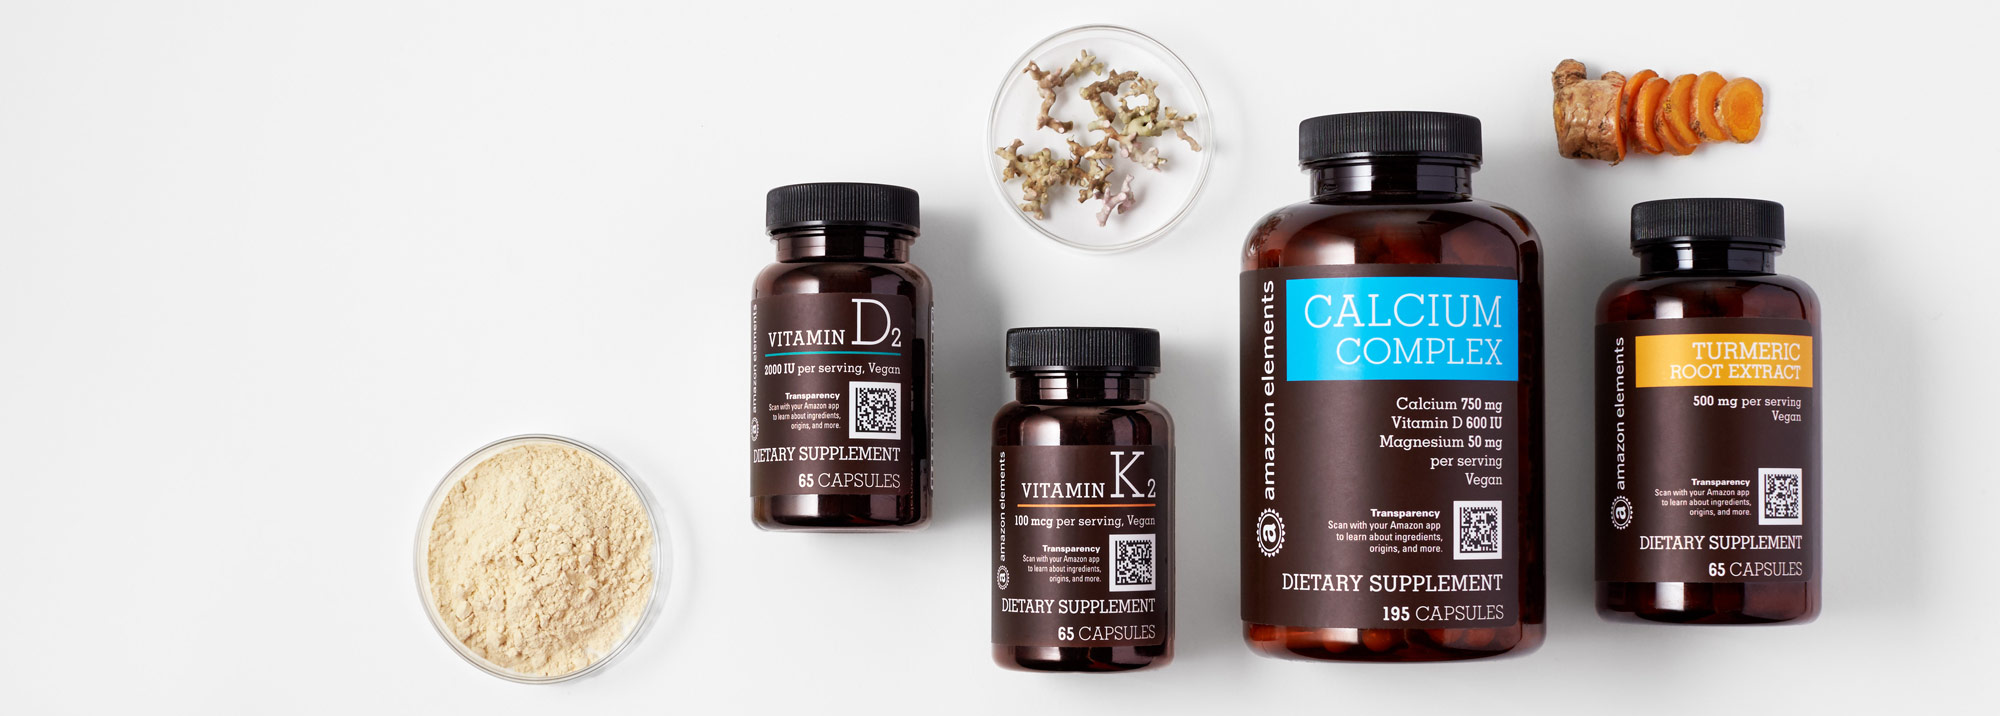 amazon elements
VITAMIN D2
2000 IU per serving, Vegan
Transparency
Scan with your Amazon app
to learn about ingredients,
origins, and more.
DIETARY SUPPLEMENT
65 CAPSULES
amazon elements
VITAMIN K2
100 mcg per serving, Vegan
Transparency
Scan with your Amazon app
to learn about ingredients,
origins, and more.
DIETARY SUPPLEMENT
65 CAPSULES
a amazon elements
CALCIUM
COMPLEX
Calcium 750 mg
Vitamin D 600 IU
Magnesium 50 mg
per serving
Vegan
Transparency
Scan with your Amazon app
to learn about ingredients,
origins, and more.
DIETARY SUPPLEMENT
195 CAPSULES
a amazon elements
TURMERIC
ROOT EXTRACT
500 mg per serving
Vegan
Transparency
Scan with your Amazon app
to learn about ingredients,
origins, and more.
DIETARY SUPPLEMENT
65 CAPSULES